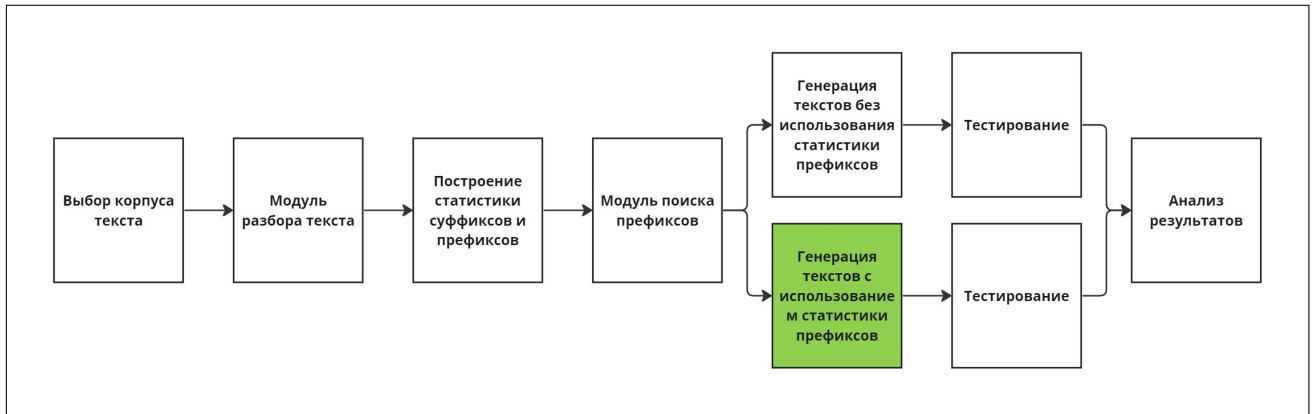 Выбор корпуса
текста
Модуль
разбора текста
Построение
статистики
суффиксов и
префиксов
Модуль поиска
префиксов
Генерация
текстов без
использования
статистики
префиксов
Тестирование
Генерация
текстов с
использование
м статистики
префиксов
Тестирование
Анализ
результатов